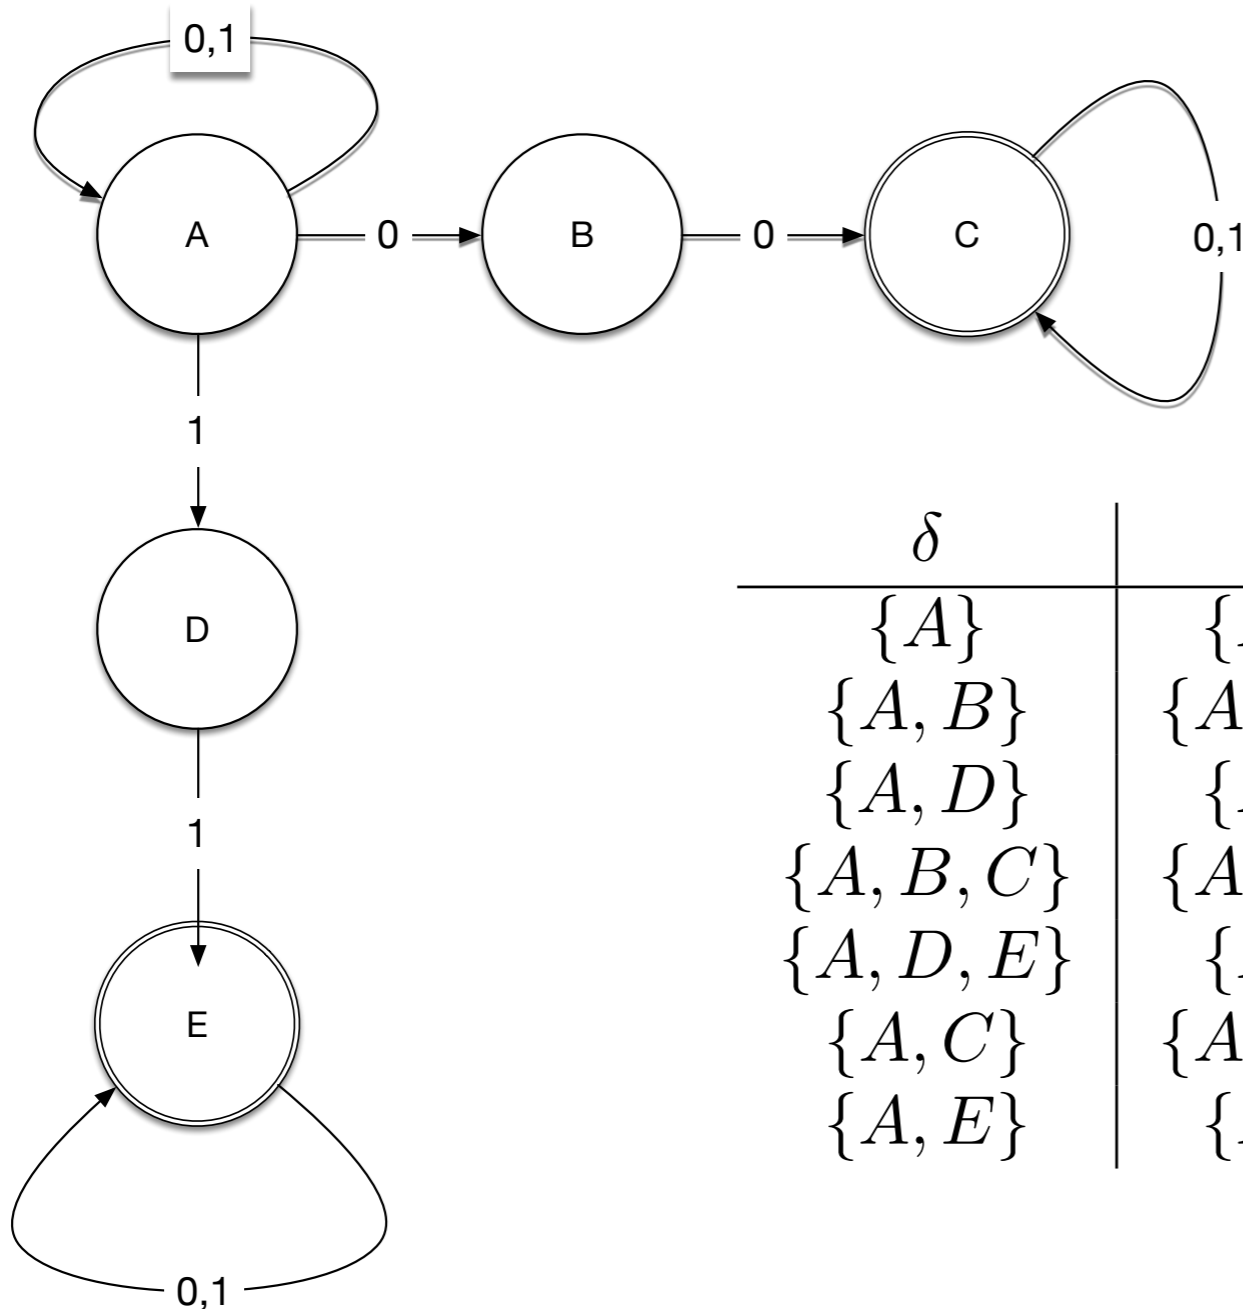 0,1
A
0
B
0
C
0,1
1
D
1
E
0,1
δ
{A}
{A, B}
{A
{A, D}
{A, B, C}
{A
{A, D, E}
{A, C}
{A
{A, E}